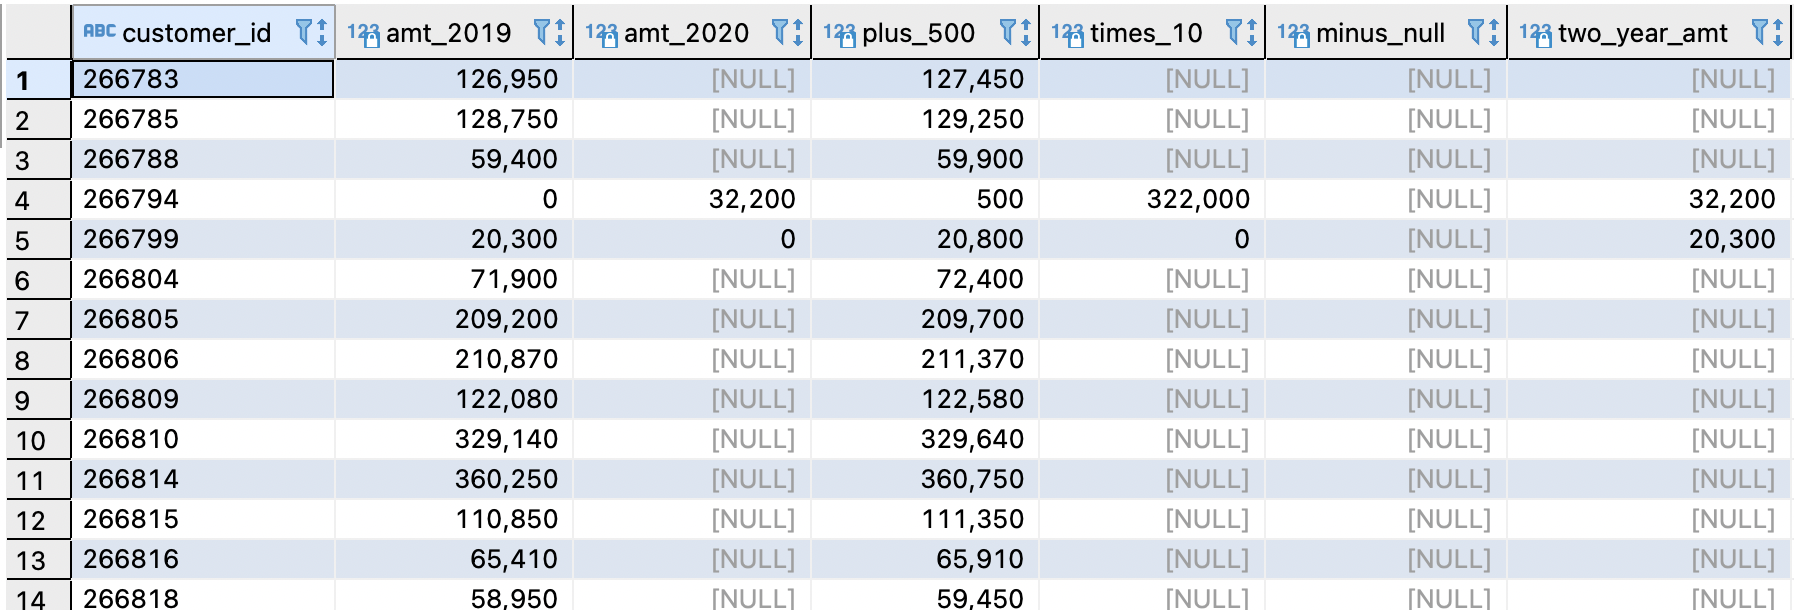 ABC customer_id 123 amt_2019 123 amt_2020 123 plus_500 123 times_10 123 minus_null 123 two_year_amt
1 266783 126,950 [NULL] 127,450 [NULL] [NULL] [NULL]
2 266785 128,750 [NULL] 129,250 [NULL] [NULL] [NULL]
3 266788 59,400 [NULL] 59,900 [NULL] [NULL] [NULL]
4 266794 0 32,200 500 322,000 [NULL] 32,200
5 266799 20,300 0 20,800 0 [NULL] 20,300
6 266804 71,900 [NULL] 72,400 [NULL] [NULL] [NULL]
7 266805 209,200 [NULL] 209,700 [NULL] [NULL] [NULL]
8 266806 210,870 [NULL] 211,370 [NULL] [NULL] [NULL]
9 266809 122,080 [NULL] 122,580 [NULL] [NULL] [NULL]
10 266810 329,140 [NULL] 329,640 [NULL] [NULL] [NULL]
11 266814 360,250 [NULL] 360,750 [NULL] [NULL] [NULL]
12 266815 110,850 [NULL] 111,350 [NULL] [NULL] [NULL]
13 266816 65,410 [NULL] 65,910 [NULL] [NULL] [NULL]
14 266818 58,950 [NULL] 59,450 [NULL] [NULL] [NULL]